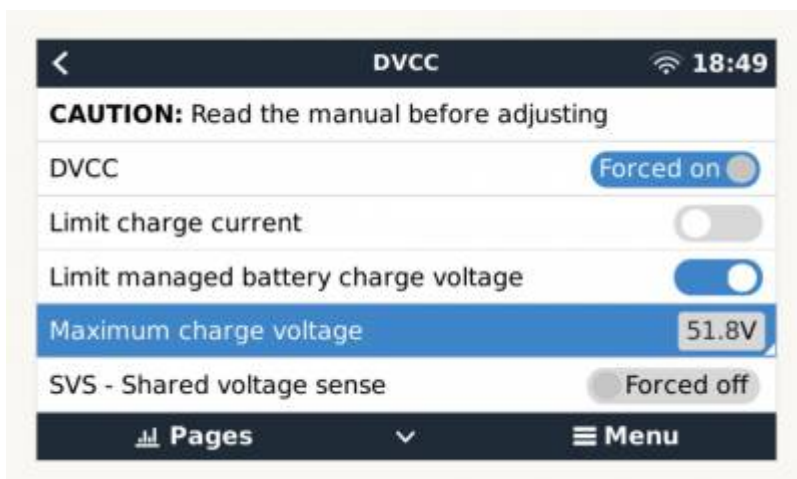 DVCC 18:49
CAUTION: Read the manual before adjusting
DVCC Forced on
Limit charge current
Limit managed battery charge voltage
Maximum charge voltage 51.8V
SVS - Shared voltage sense Forced off
Pages Menu